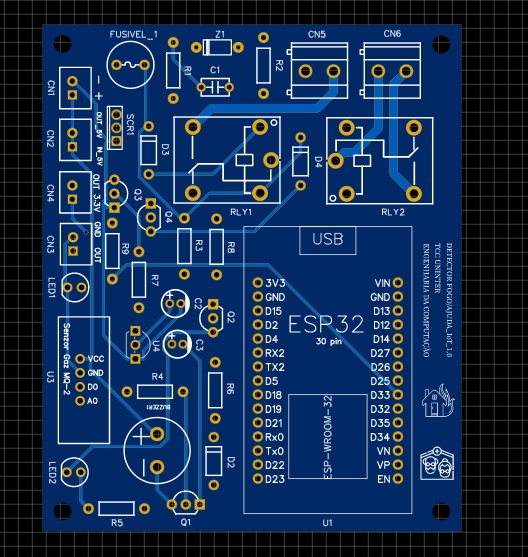 FUSIVEL_1
Z1
CN5
CN6
R1
C1
R2
CN1
-
+
OUT_5V
IN_5V
SCR1
CN2
D3
D4
CN4
OUT 3.3V
Q3
Q4
RLY1
RLY2
CN3
GND
OUT
R9
R3
R8
USB
LED1
R7
C2
Q2
3V3
VIN
GND
GND
D15
D13
D2
D12
D4
D14
RX2
D27
TX2
D26
D5
D25
D18
D33
D19
D32
D21
D35
Rx0
D34
Tx0
VN
D22
VP
D23
EN
ESP32
30 pin
ESP-WROOM-32
U1
DETECTOR FOGOAJUDA_IoT_1.0
TCC UNINTER
ENGENHARIA DA COMPUTAÇÃO
U3
Sensor Gaz MQ-2
VCC
GND
D0
A0
U4
C3
+
R4
BUZZER1
R6
+
-
D2
LED2
R5
Q1